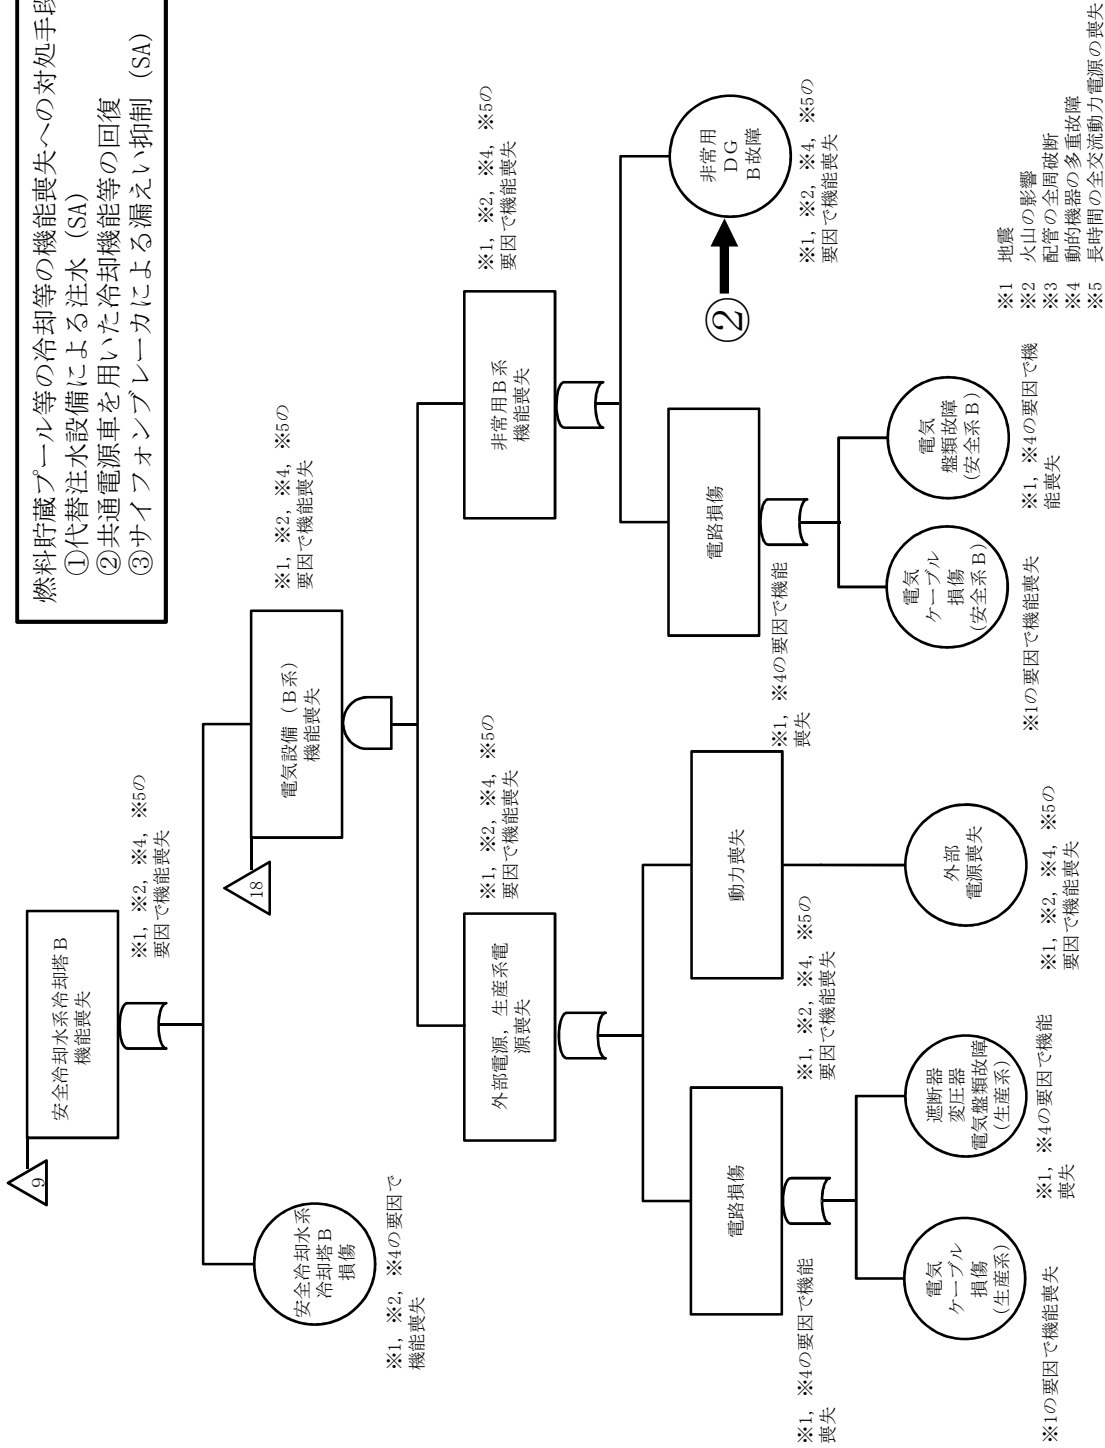 燃料貯蔵プール等の冷却等の機能喪失への対処手段
①代替注水設備による注水（SA）
②共通電源車を用いた冷却機能等の回復
③サイフォンブレーカによる漏えい抑制（SA）
9
安全冷却水系冷却塔Ｂ
機能喪失
※1, ※2, ※4, ※5の
要因で機能喪失
安全冷却水系
冷却塔Ｂ
損傷
※1, ※2, ※4の要因で
機能喪失
18
電気設備（Ｂ系）
機能喪失
※1, ※2, ※4, ※5の
要因で機能喪失
外部電源，生産系電
源喪失
※1, ※2, ※4, ※5の
要因で機能喪失
非常用Ｂ系
機能喪失
※1, ※2, ※4, ※5の
要因で機能喪失
電路損傷
※1, ※4の要因で機能
喪失
動力喪失
※1, ※2, ※4, ※5の
要因で機能喪失
電路損傷
※1, ※4の要因で機能
喪失
②
非常用
ＤＧ
Ｂ故障
※1, ※2, ※4, ※5の
要因で機能喪失
電気
ケーブル
損傷
(生産系)
※1の要因で機能喪失
遮断器
変圧器
電気盤類故障
(生産系)
※1, ※4の要因で機能
喪失
外部
電源喪失
※1, ※2, ※4, ※5の
要因で機能喪失
電気
ケーブル
損傷
(安全系Ｂ)
※1の要因で機能喪失
電気
盤類故障
(安全系Ｂ)
※1, ※4の要因で機
能喪失
※1 地震
※2 火山の影響
※3 配管の全周破断
※4 動的機器の多重故障
※5 長時間の全交流動力電源の喪失